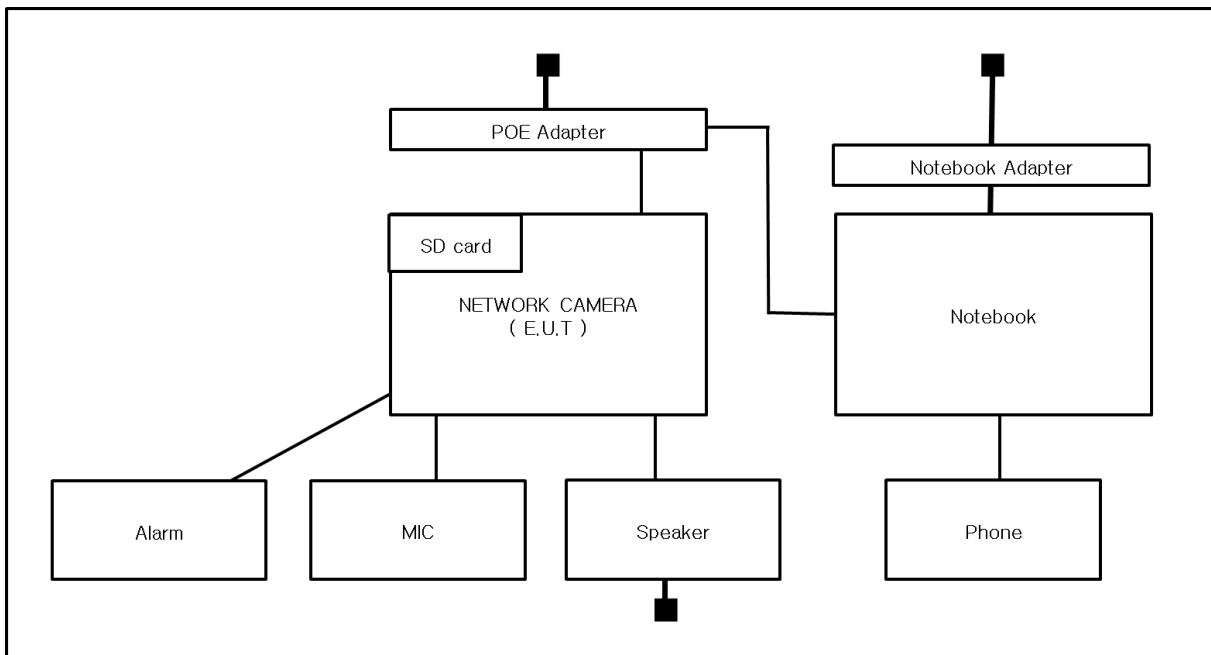 POE Adapter
Notebook Adapter
SD card
NETWORK CAMERA
( E.U.T )
Notebook
Alarm
MIC
Speaker
Phone